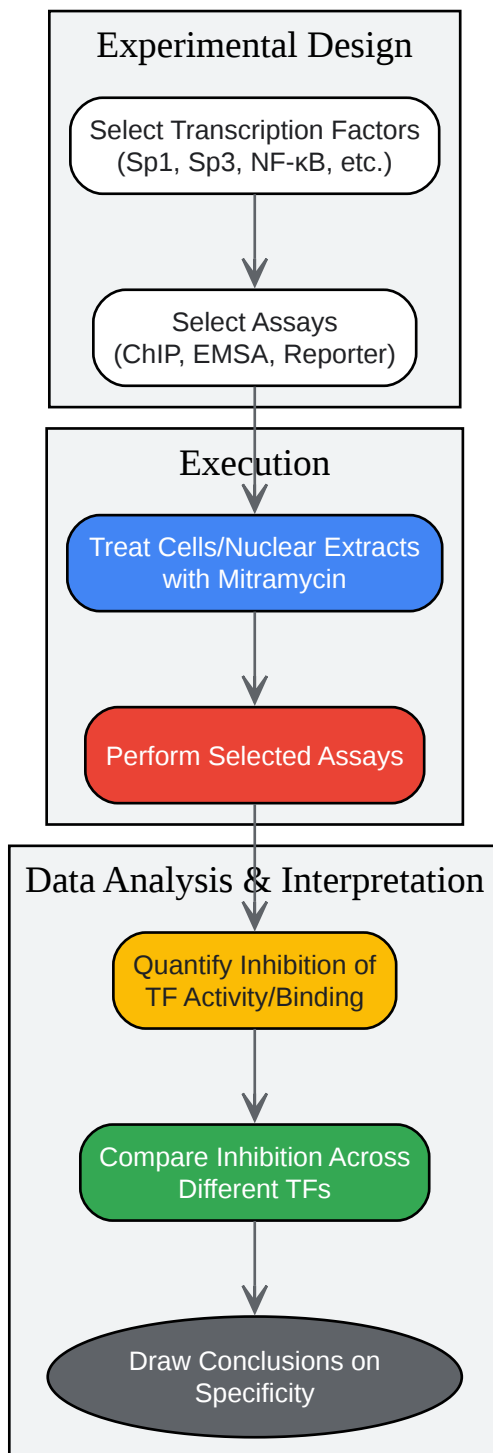 Experimental Design
Select Transcription Factors
(Sp1, Sp3, NF-κB, etc.)
Select Assays
(ChIP, EMSA, Reporter)
Execution
Treat Cells/Nuclear Extracts
with Mitramycin
Perform Selected Assays
Data Analysis & Interpretation
Quantify Inhibition of
TF Activity/Binding
Compare Inhibition Across
Different TFs
Draw Conclusions on
Specificity